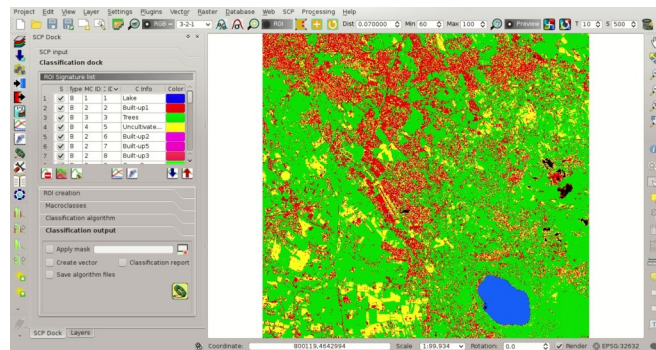 Project Edit View Layer Settings Plugins Vector Raster Database Web SCP Processing Help
RGB = 3-2-1 ROI Dist 0.070000 Min 60 Max 100 Preview T 10 S 500
SCP Dock
SCP input
Classification dock
ROI Signature list
S Type MC ID C ID C Info Color
1 B 1 1 Lake
2 B 2 2 Built-up1
3 B 3 3 Trees
4 B 4 5 Uncultivate...
5 B 2 6 Built-up2
6 B 2 7 Built-up5
7 B 2 8 Built-up3
ROI creation
Macroclasses
Classification algorithm
Classification output
Apply mask
Create vector Classification report
Save algorithm files
SCP Dock Layers
Coordinate: 800119,4642994 Scale 1:99,934 Rotation: 0.0 Render EPSG:32632